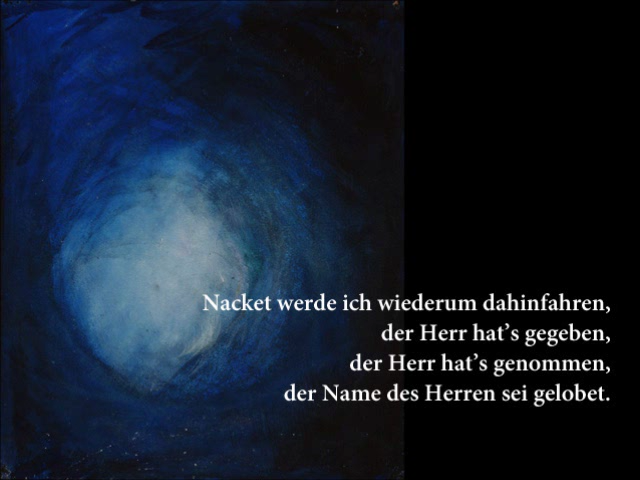 Nacket werde ich wiederum dahinfahren,
der Herr hat’s gegeben,
der Herr hat’s genommen,
der Name des Herren sei gelobet.